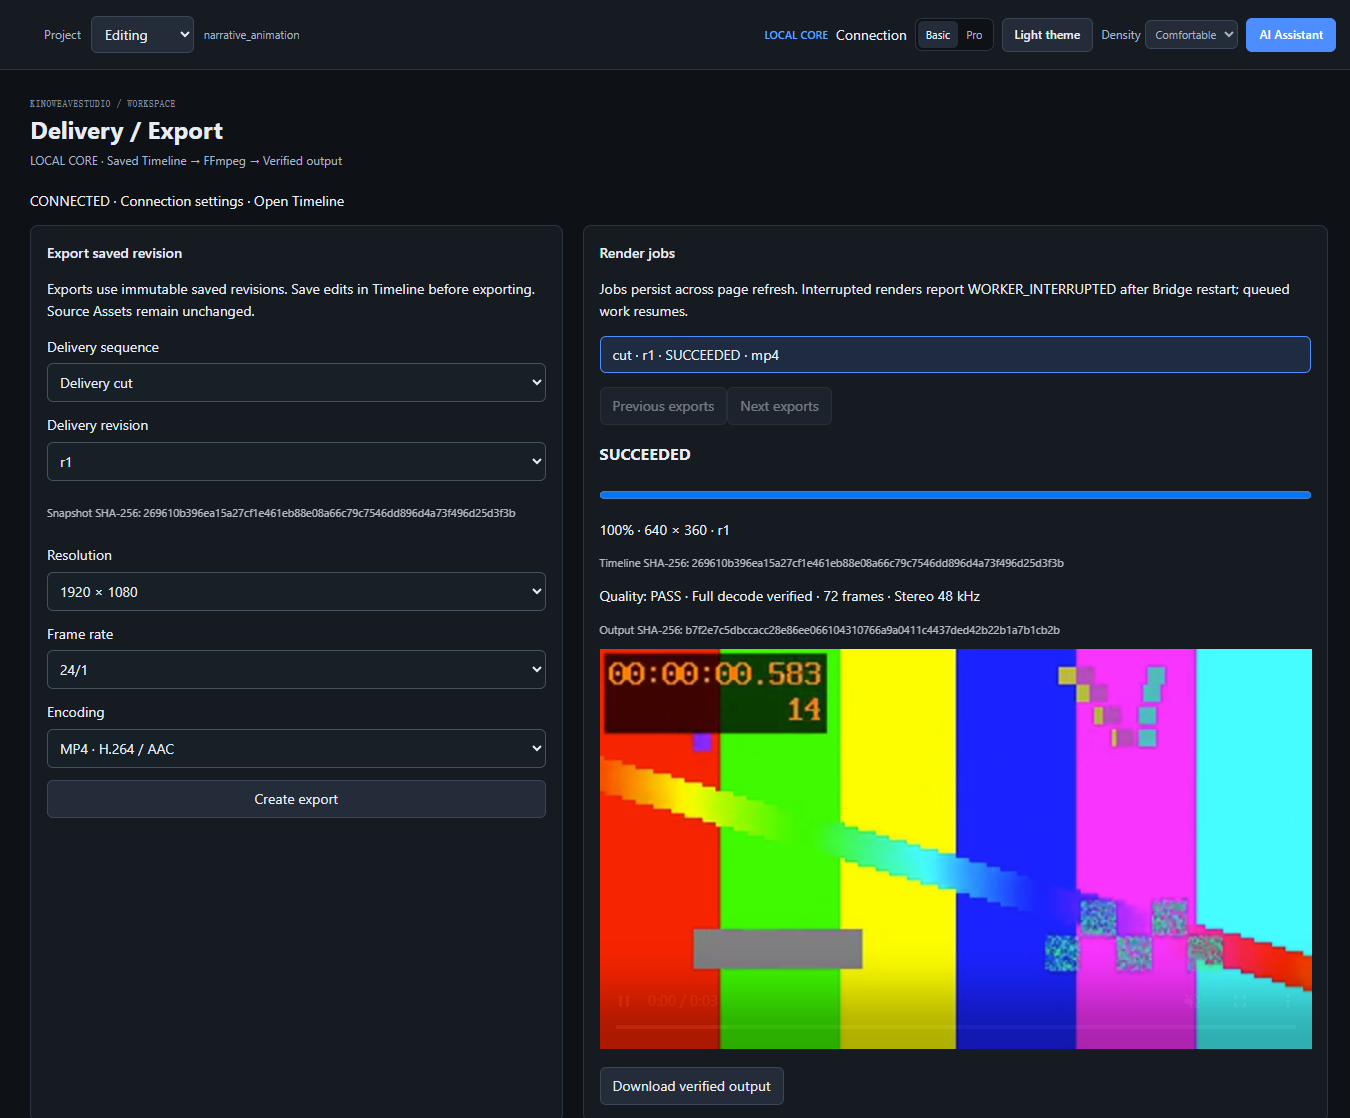 Project
Editing
narrative_animation
LOCAL CORE
Connection
Basic
Pro
Light theme
Density
Comfortable
AI Assistant
KINOWEAVESTUDIO / WORKSPACE
Delivery / Export
LOCAL CORE · Saved Timeline → FFmpeg → Verified output
CONNECTED · Connection settings · Open Timeline
Export saved revision
Exports use immutable saved revisions. Save edits in Timeline before exporting.
Source Assets remain unchanged.
Delivery sequence
Delivery cut
Delivery revision
r1
Snapshot SHA-256: 269610b396ea15a27cf1e461eb88e08a66c79c7546dd896d4a73f496d25d3f3b
Resolution
1920 × 1080
Frame rate
24/1
Encoding
MP4 · H.264 / AAC
Create export
Render jobs
Jobs persist across page refresh. Interrupted renders report WORKER_INTERRUPTED after Bridge restart; queued
work resumes.
cut · r1 · SUCCEEDED · mp4
Previous exports
Next exports
SUCCEEDED
100% · 640 × 360 · r1
Timeline SHA-256: 269610b396ea15a27cf1e461eb88e08a66c79c7546dd896d4a73f496d25d3f3b
Quality: PASS · Full decode verified · 72 frames · Stereo 48 kHz
Output SHA-256: b7f2e7c5dbccacc28e86ee066104310766a9a0411c4437ded42b22b1a7b1cb2b
00:00:00.583
14
0:00 / 0:03
Download verified output